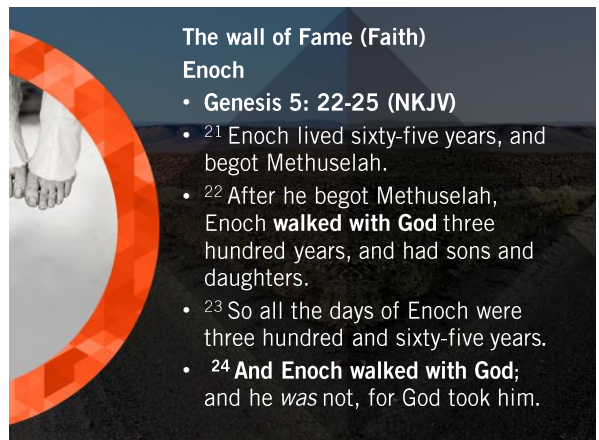 The wall of Fame (Faith)
Enoch
• Genesis 5: 22-25 (NKJV)
• 21 Enoch lived sixty-five years, and
begot Methuselah.
• 22 After he begot Methuselah,
Enoch walked with God three
hundred years, and had sons and
daughters.
• 23 So all the days of Enoch were
three hundred and sixty-five years.
• 24 And Enoch walked with God;
and he was not, for God took him.